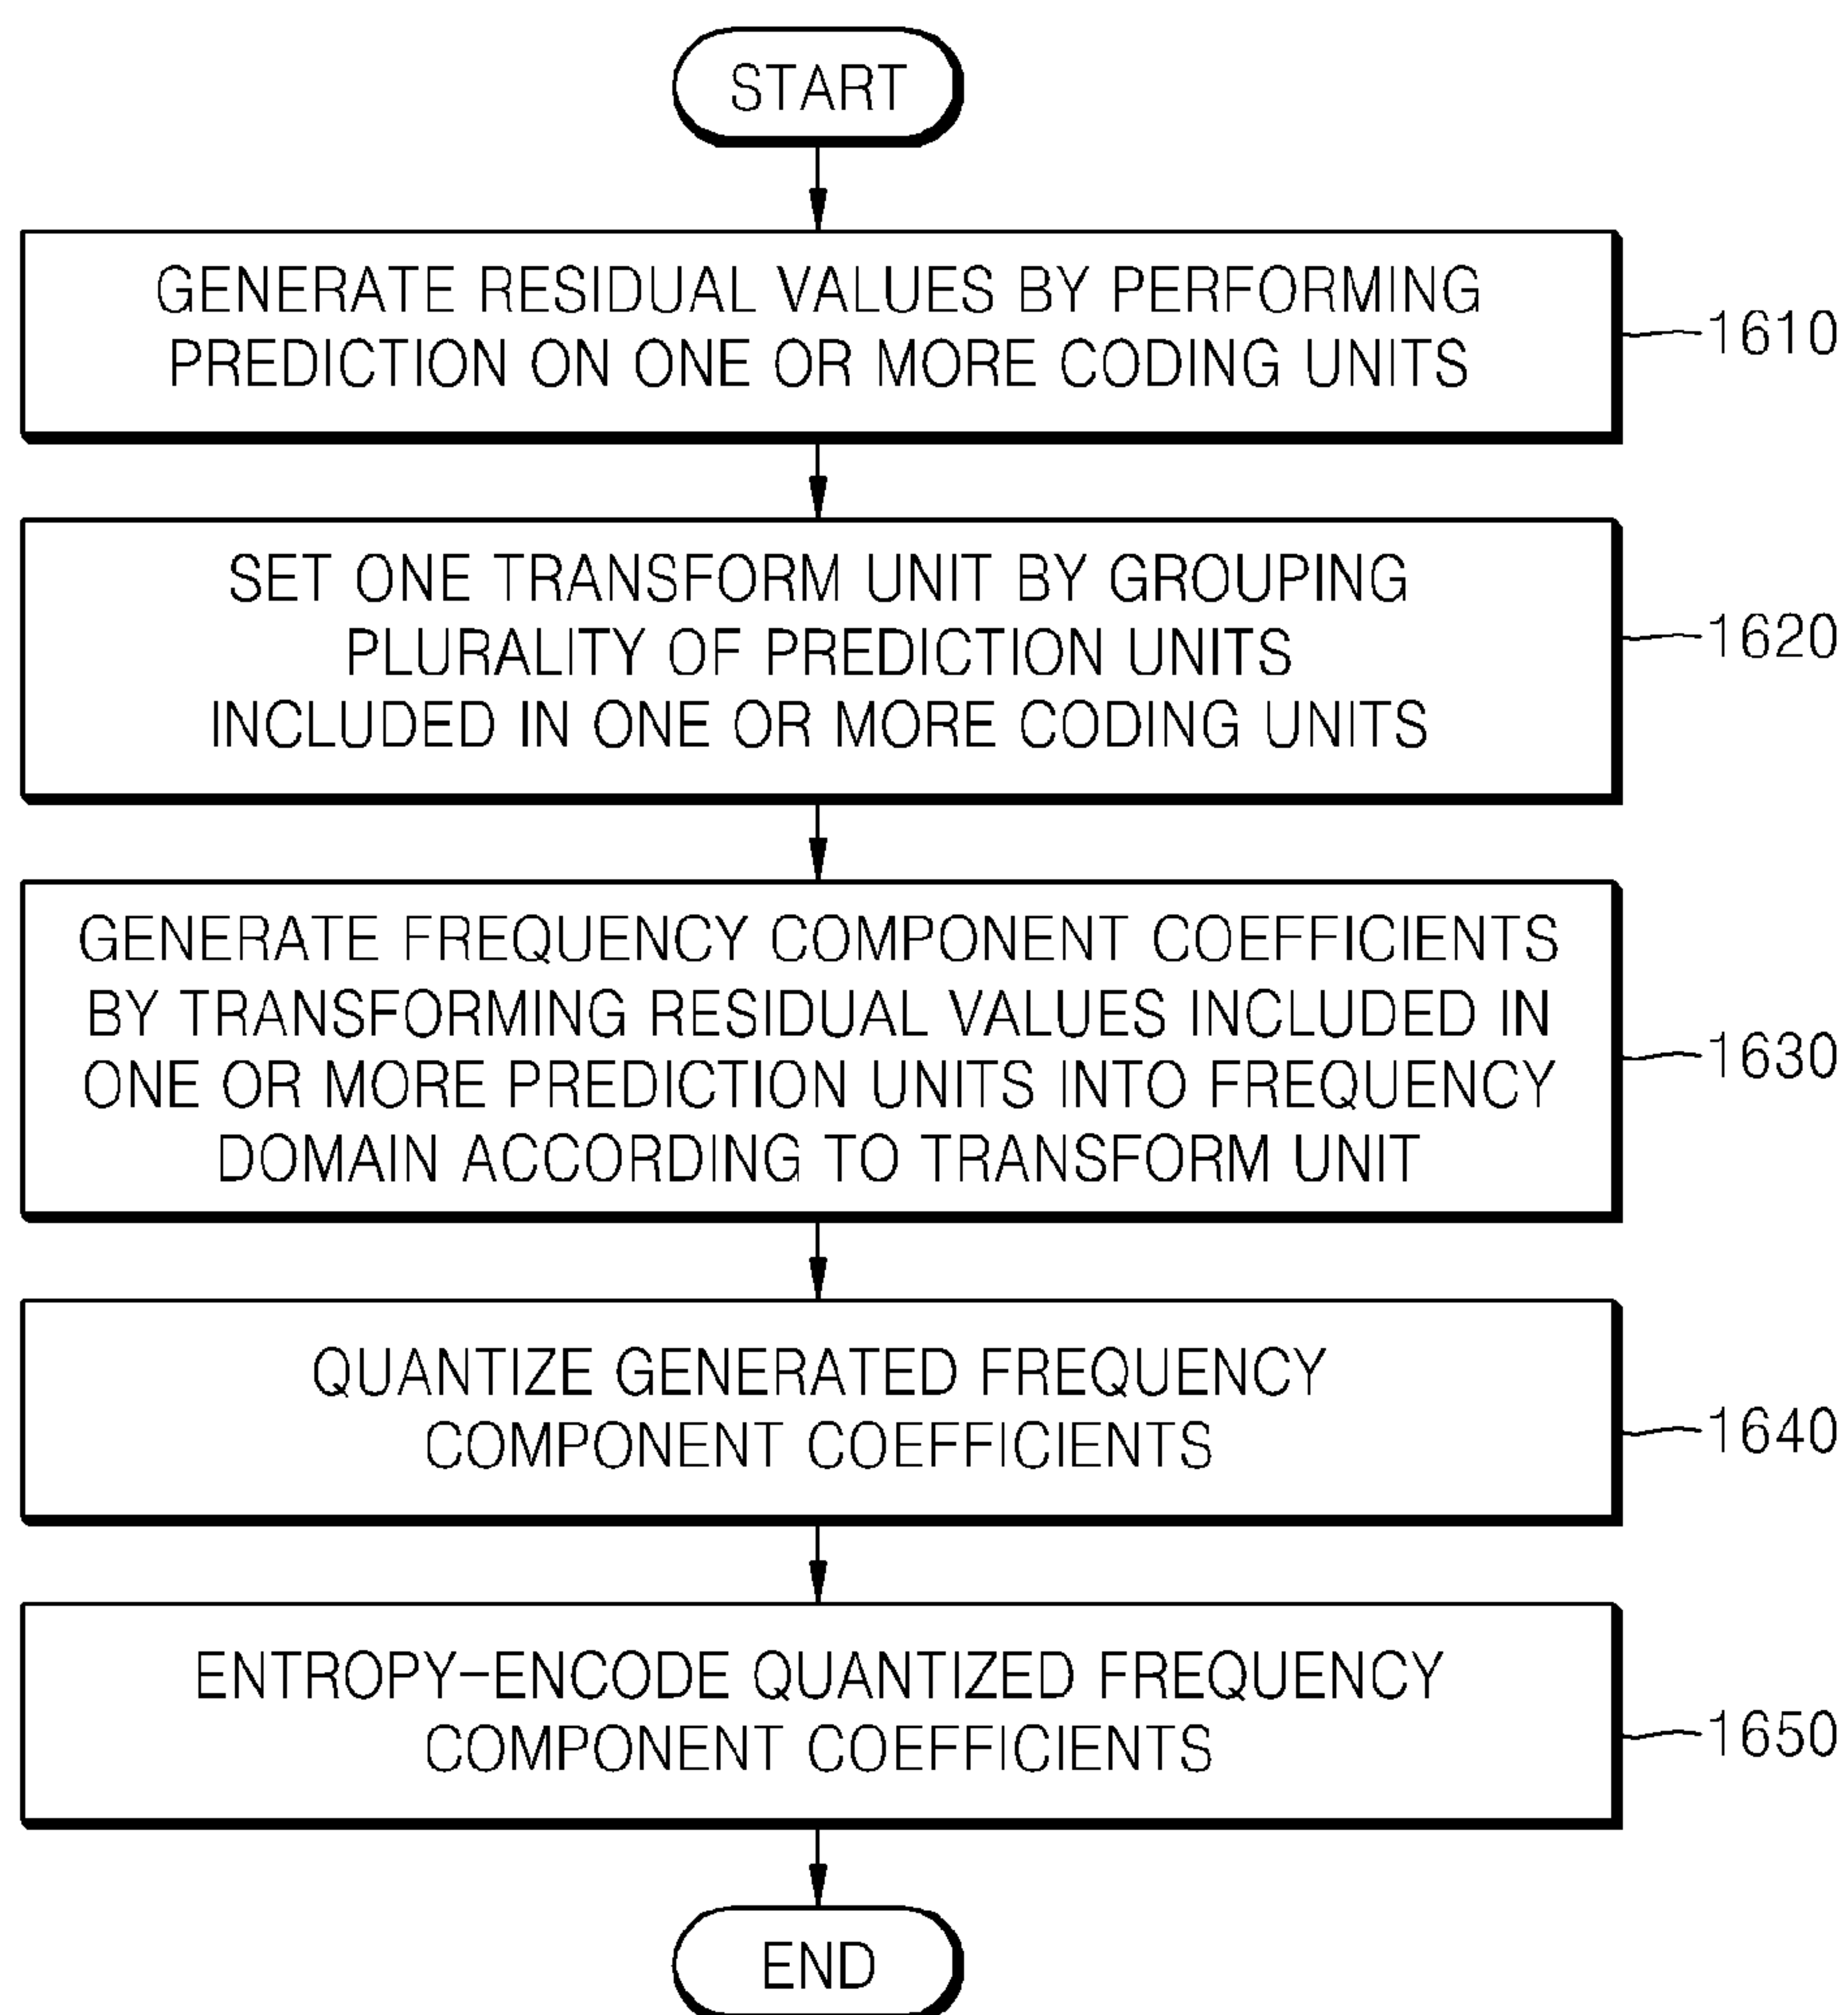 START
GENERATE RESIDUAL VALUES BY PERFORMING
PREDICTION ON ONE OR MORE CODING UNITS
1610
SET ONE TRANSFORM UNIT BY GROUPING
PLURALITY OF PREDICTION UNITS
INCLUDED IN ONE OR MORE CODING UNITS
1620
GENERATE FREQUENCY COMPONENT COEFFICIENTS
BY TRANSFORMING RESIDUAL VALUES INCLUDED IN
ONE OR MORE PREDICTION UNITS INTO FREQUENCY
DOMAIN ACCORDING TO TRANSFORM UNIT
1630
QUANTIZE GENERATED FREQUENCY
COMPONENT COEFFICIENTS
1640
ENTROPY-ENCODE QUANTIZED FREQUENCY
COMPONENT COEFFICIENTS
1650
END